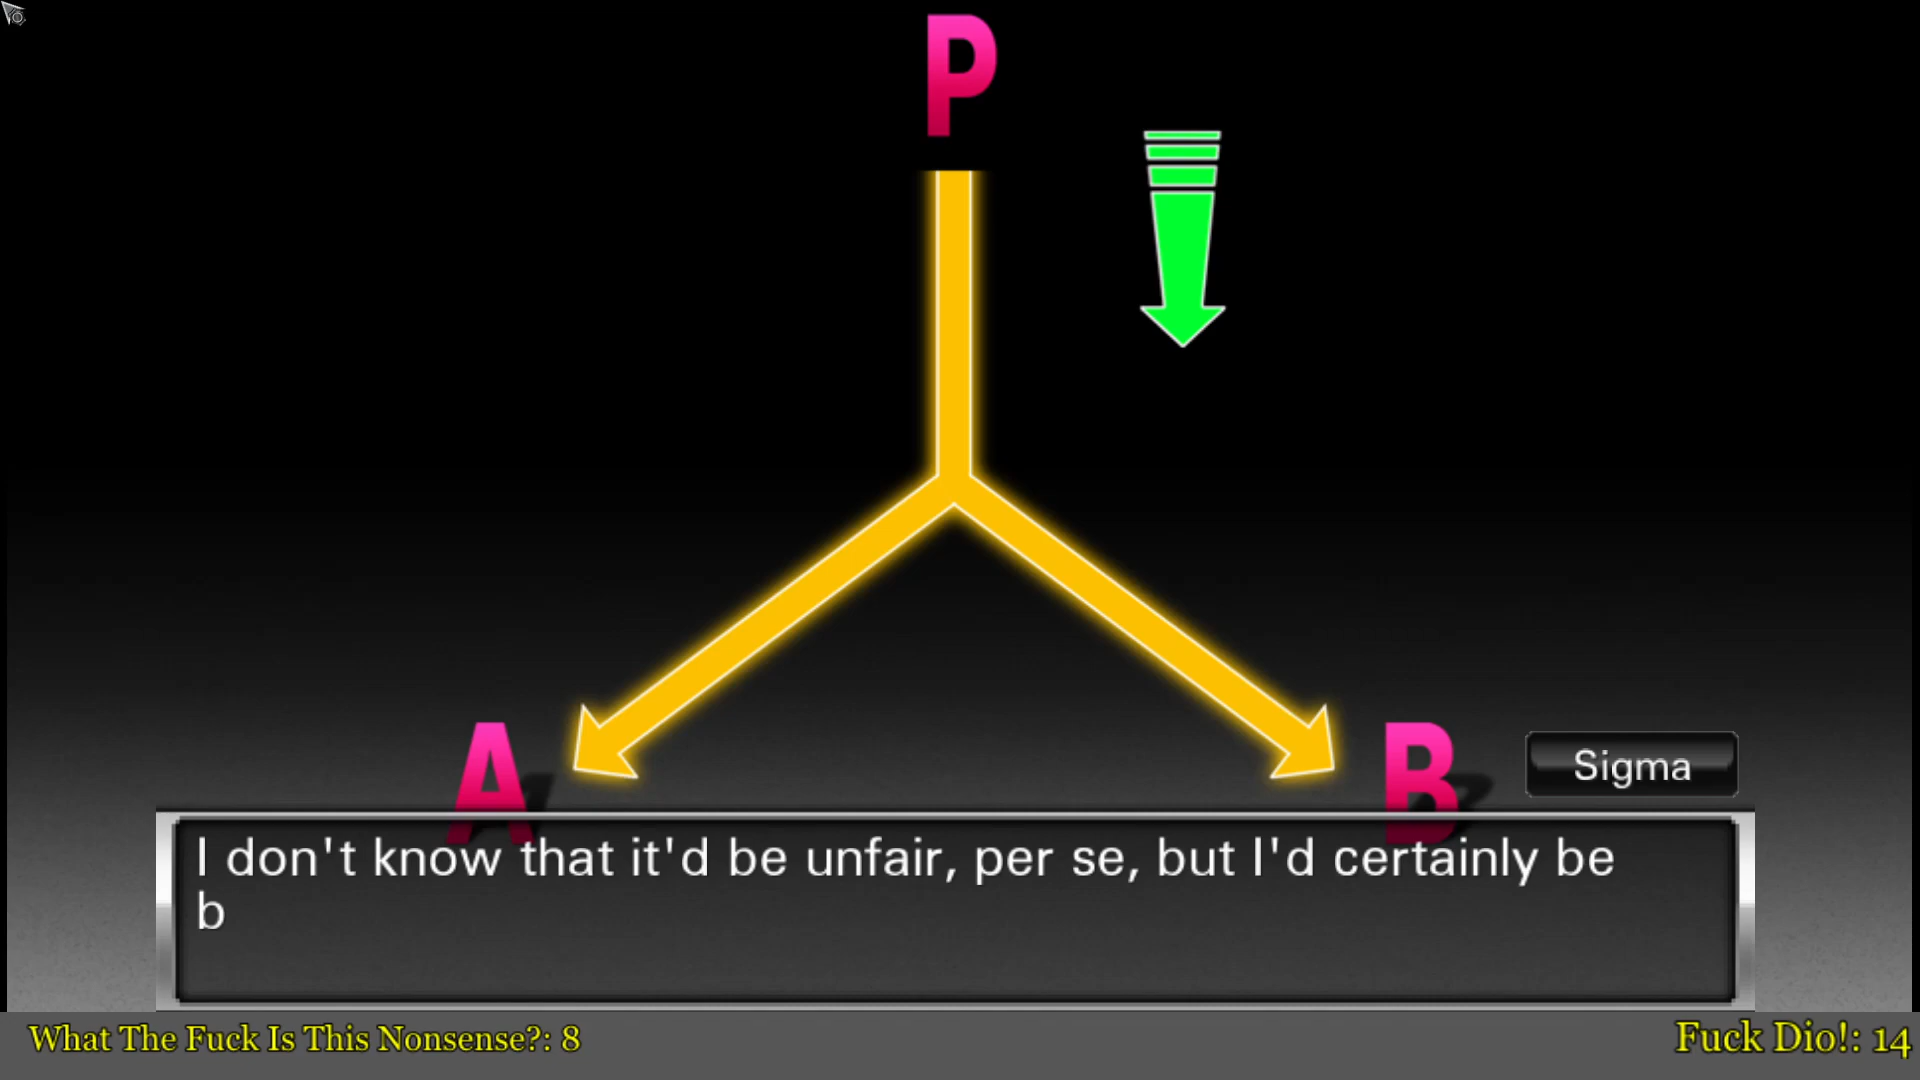 P
A
B
Sigma
I don't know that it'd be unfair, per se, but I'd certainly be
b
What The Fuck Is This Nonsense?: 8
Fuck Dio!: 14